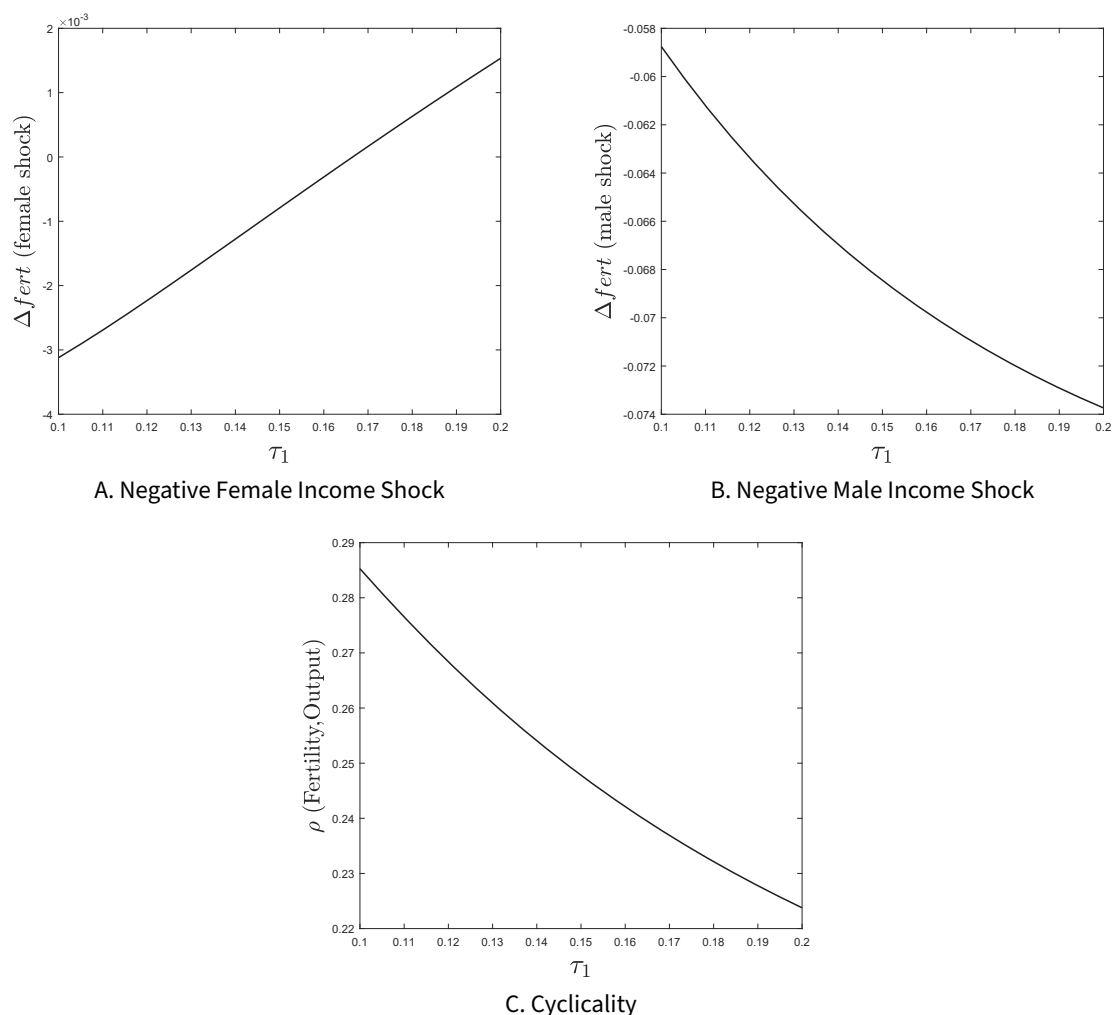 ×10-3
2
1
0
-1
-2
-3
-4
Δfert (female shock)
0.1 0.11 0.12 0.13 0.14 0.15 0.16 0.17 0.18 0.19 0.2
τ1
A. Negative Female Income Shock
-0.058
-0.06
-0.062
-0.064
-0.066
-0.068
-0.07
-0.072
-0.074
Δfert (male shock)
0.1 0.11 0.12 0.13 0.14 0.15 0.16 0.17 0.18 0.19 0.2
τ1
B. Negative Male Income Shock
0.29
0.28
0.27
0.26
0.25
0.24
0.23
0.22
ρ (Fertility,Output)
0.1 0.11 0.12 0.13 0.14 0.15 0.16 0.17 0.18 0.19 0.2
τ1
C. Cyclicality